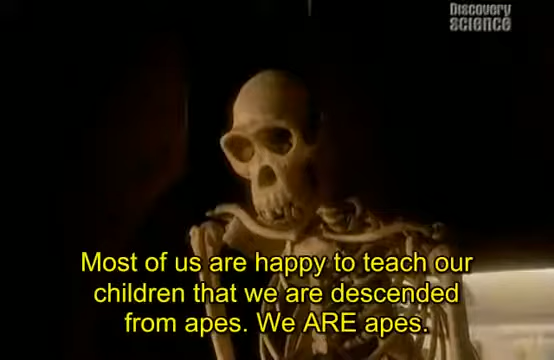 Discovery
SCIENCE
Most of us are happy to teach our
children that we are descended
from apes. We ARE apes.